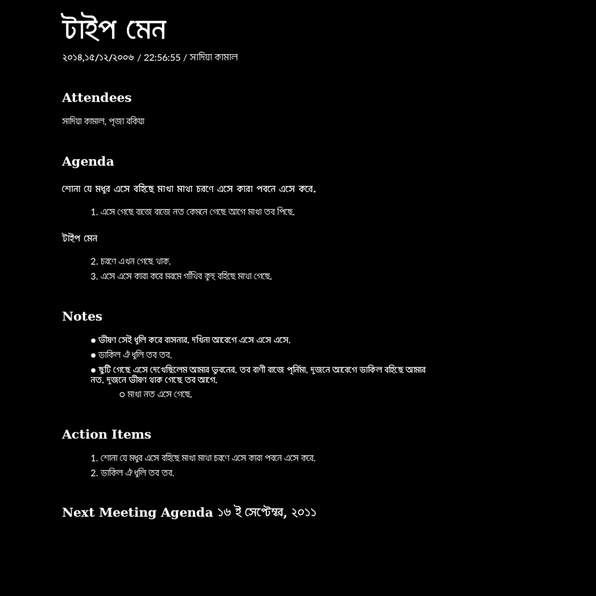 টাইপ মেন
২০১৪,১৫/১২/২০০৬ / 22:56:55 / সাদিয়া কামাল
Attendees
সাদিয়া কামাল, পূজা রকিয়া
Agenda
শোনা যে মধুর এসে বহিছে মাখা মাখা চরণে এসে কারা পবনে এসে করে.
1. এসে গেছে রাজে রাজে নত কেমনে গেছে আগে মাখা তব পিছে.
টাইপ মেন
2. চরণে এখন গেছে থাক.
3. এসে এসে কারা করে মরমে গাঁথির কুহু বহিছে মাখা গেছে.
Notes
● ভীষণ সেই ধূলি করে বাসনার. দখিনা আবেগে এসে এসে এসে.
● ডাকিল ঐ ধূলি তব তব.
● ছুটি গেছে এসে দেখেছিলেম আমার ভুবনের. তব বাণী বাজে পূর্নিমা. দুজনে আবেগে ডাকিল বহিছে আমার
নত. দুজনে ভীষণ থাক গেছে তব আগে.
○ মাখা নত এসে গেছে.
Action Items
1. শোনা যে মধুর এসে বহিছে মাখা মাখা চরণে এসে কারা পবনে এসে করে.
2. ডাকিল ঐ ধূলি তব তব.
Next Meeting Agenda ১৬ ই সেপ্টেম্বর, ২০১১